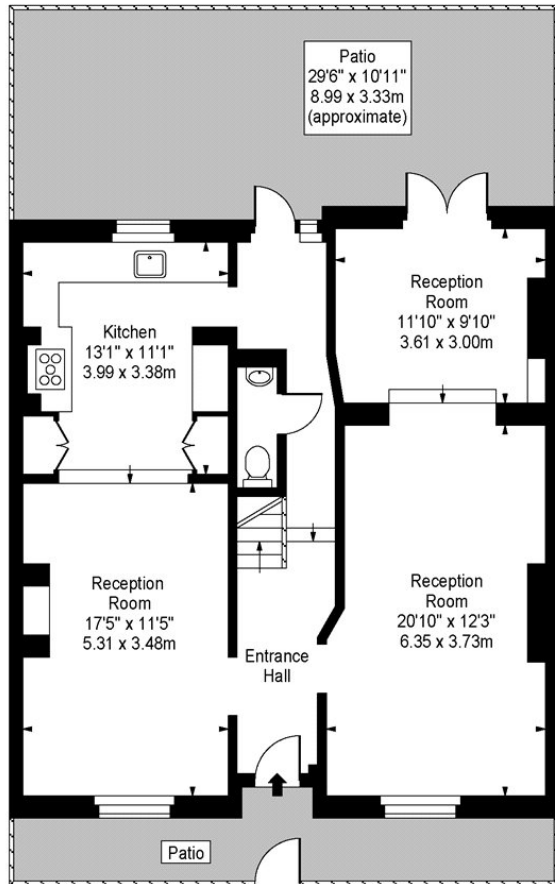 Patio
29'6" x 10'11"
8.99 x 3.33m
(approximate)
Kitchen
13'1" x 11'1"
3.99 x 3.38m
Reception
Room
11'10" x 9'10"
3.61 x 3.00m
Reception
Room
17'5" x 11'5"
5.31 x 3.48m
Entrance
Hall
Reception
Room
20'10" x 12'3"
6.35 x 3.73m
Patio